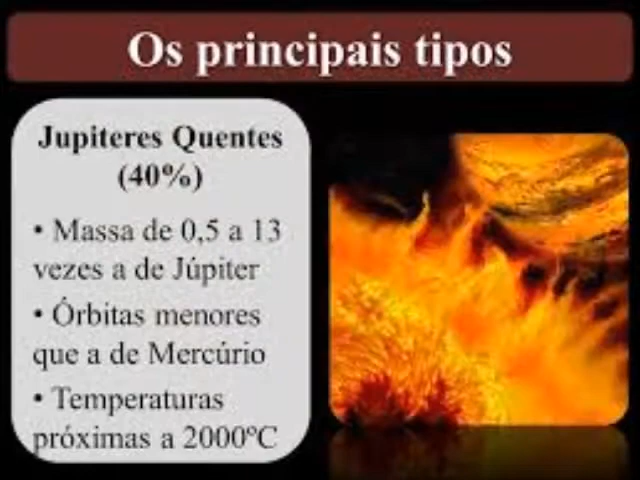 Os principais tipos
Jupiteres Quentes
(40%)
• Massa de 0,5 a 13
vezes a de Júpiter
• Órbitas menores
que a de Mercúrio
• Temperaturas
próximas a 2000ºC